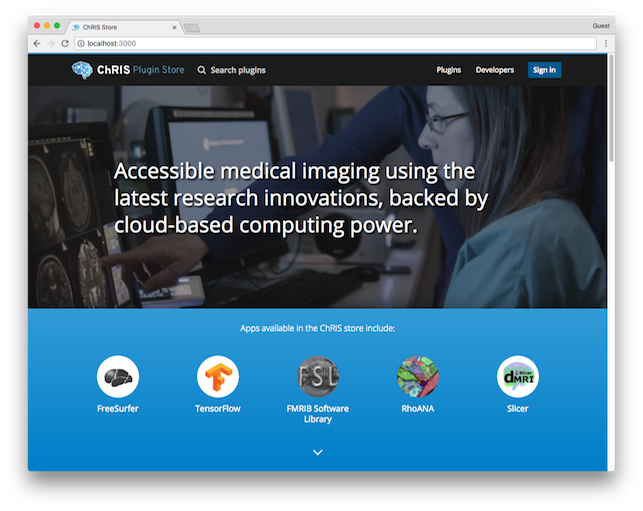 ChRIS Store
Guest
localhost:3000
ChRIS Plugin Store
Search plugins
Plugins
Developers
Sign in
Accessible medical imaging using the
latest research innovations, backed by
cloud-based computing power.
Apps available in the ChRIS store include:
FSL
Slicer
dMRI
FreeSurfer
TensorFlow
FMRIB Software
Library
RhoANA
Slicer